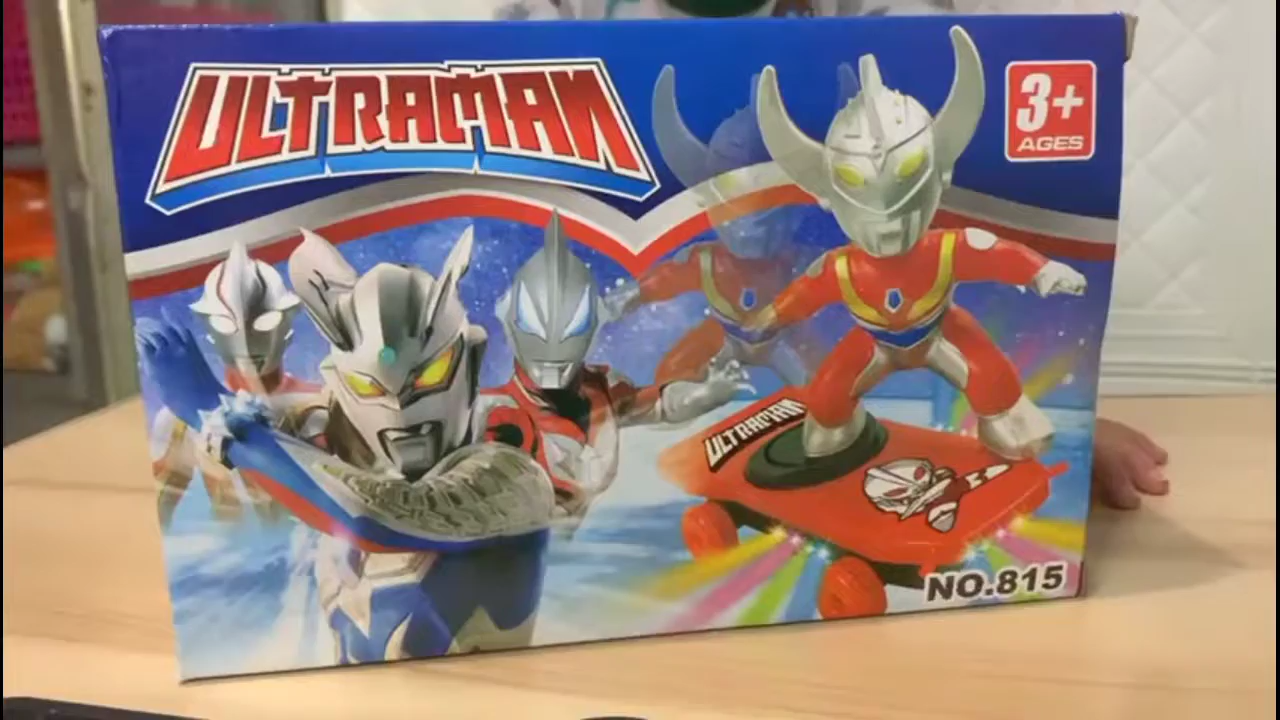 ULTRAMAN
3+
AGES
ULTRAMAN
NO.815